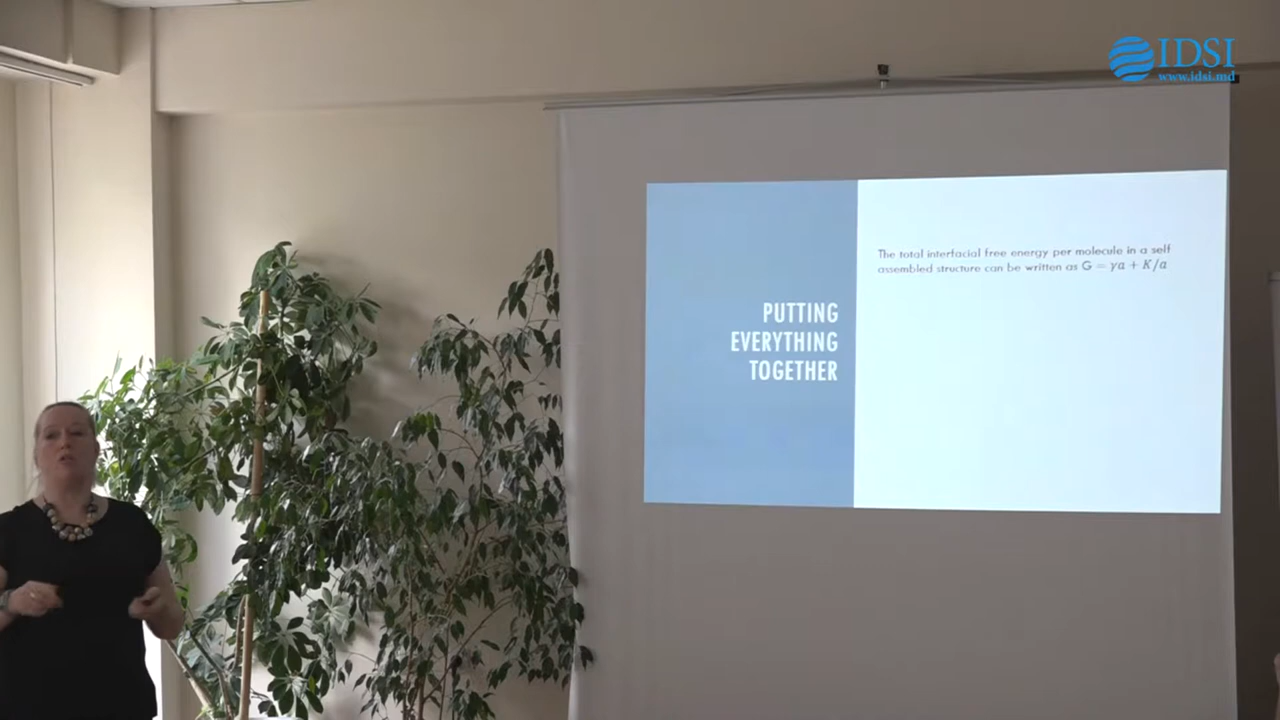 IDSI
www.idsi.md
The total interfacial free energy per molecule in a self
assembled structure can be written as G = γa + K/a
PUTTING
EVERYTHING
TOGETHER